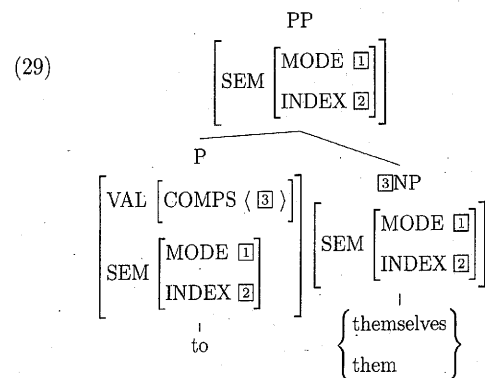 (29)
PP
[SEM [MODE 1
INDEX 2]]
P
[VAL [COMPS ⟨ 3 ⟩]
SEM [MODE 1
INDEX 2]]
to
3NP
[SEM [MODE 1
INDEX 2]]
{themselves
them}